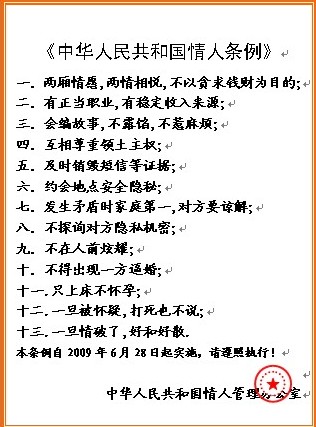 《中华人民共和国情人条例》
一. 两厢情愿,两情相悦,不以贪求钱财为目的;
二. 有正当职业,有稳定收入来源;
三. 会编故事,不露馅,不惹麻烦;
四. 互相尊重领土主权;
五. 及时销毁短信等证据;
六. 约会地点安全隐秘;
七. 发生矛盾时家庭第一,对方要谅解;
八. 不探询对方隐私机密;
九. 不在人前炫耀;
十. 不得出现一方逼婚;
十一. 只上床不怀孕;
十二. 一旦被怀疑,打死也不说;
十三. 一旦情破了,好和好散.
本条例自 2009 年 6 月 28 日起实施, 请遵照执行!
中华人民共和国情人管理办公室